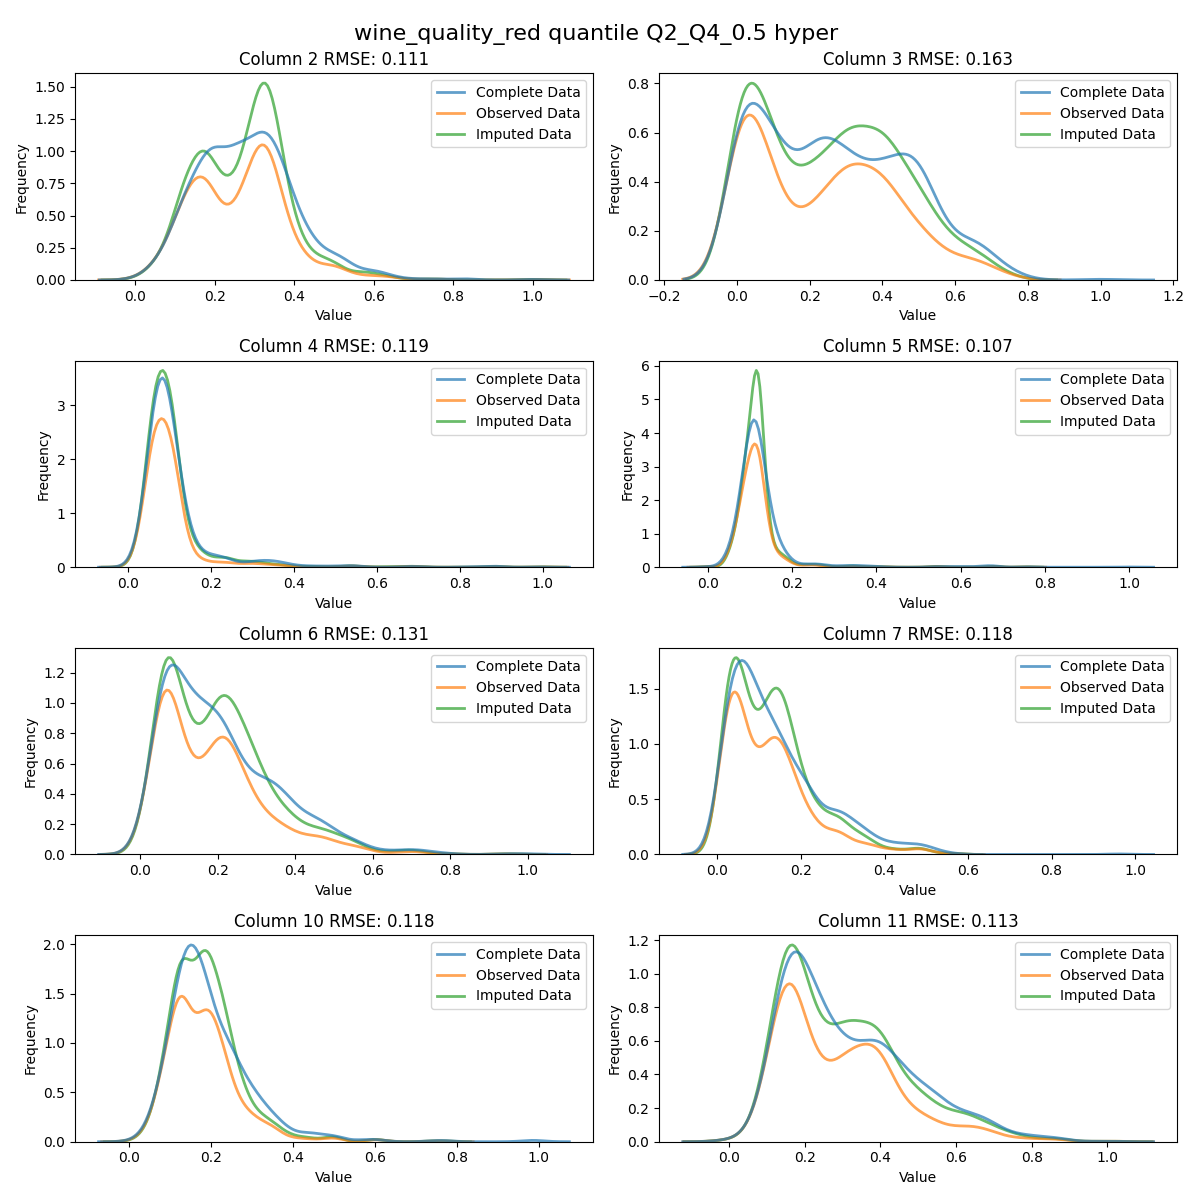 wine_quality_red quantile Q2_Q4_0.5 hyper
Column 2 RMSE: 0.111
Frequency
1.50
1.25
1.00
0.75
0.50
0.25
0.00
Complete Data
Observed Data
Imputed Data
0.0 0.2 0.4 0.6 0.8 1.0
Value
Column 3 RMSE: 0.163
Frequency
0.8
0.6
0.4
0.2
0.0
Complete Data
Observed Data
Imputed Data
−0.2 0.0 0.2 0.4 0.6 0.8 1.0 1.2
Value
Column 4 RMSE: 0.119
Frequency
3
2
1
0
Complete Data
Observed Data
Imputed Data
0.0 0.2 0.4 0.6 0.8 1.0
Value
Column 5 RMSE: 0.107
Frequency
6
5
4
3
2
1
0
Complete Data
Observed Data
Imputed Data
0.0 0.2 0.4 0.6 0.8 1.0
Value
Column 6 RMSE: 0.131
Frequency
1.2
1.0
0.8
0.6
0.4
0.2
0.0
Complete Data
Observed Data
Imputed Data
0.0 0.2 0.4 0.6 0.8 1.0
Value
Column 7 RMSE: 0.118
Frequency
1.5
1.0
0.5
0.0
Complete Data
Observed Data
Imputed Data
0.0 0.2 0.4 0.6 0.8 1.0
Value
Column 10 RMSE: 0.118
Frequency
2.0
1.5
1.0
0.5
0.0
Complete Data
Observed Data
Imputed Data
0.0 0.2 0.4 0.6 0.8 1.0
Value
Column 11 RMSE: 0.113
Frequency
1.2
1.0
0.8
0.6
0.4
0.2
0.0
Complete Data
Observed Data
Imputed Data
0.0 0.2 0.4 0.6 0.8 1.0
Value